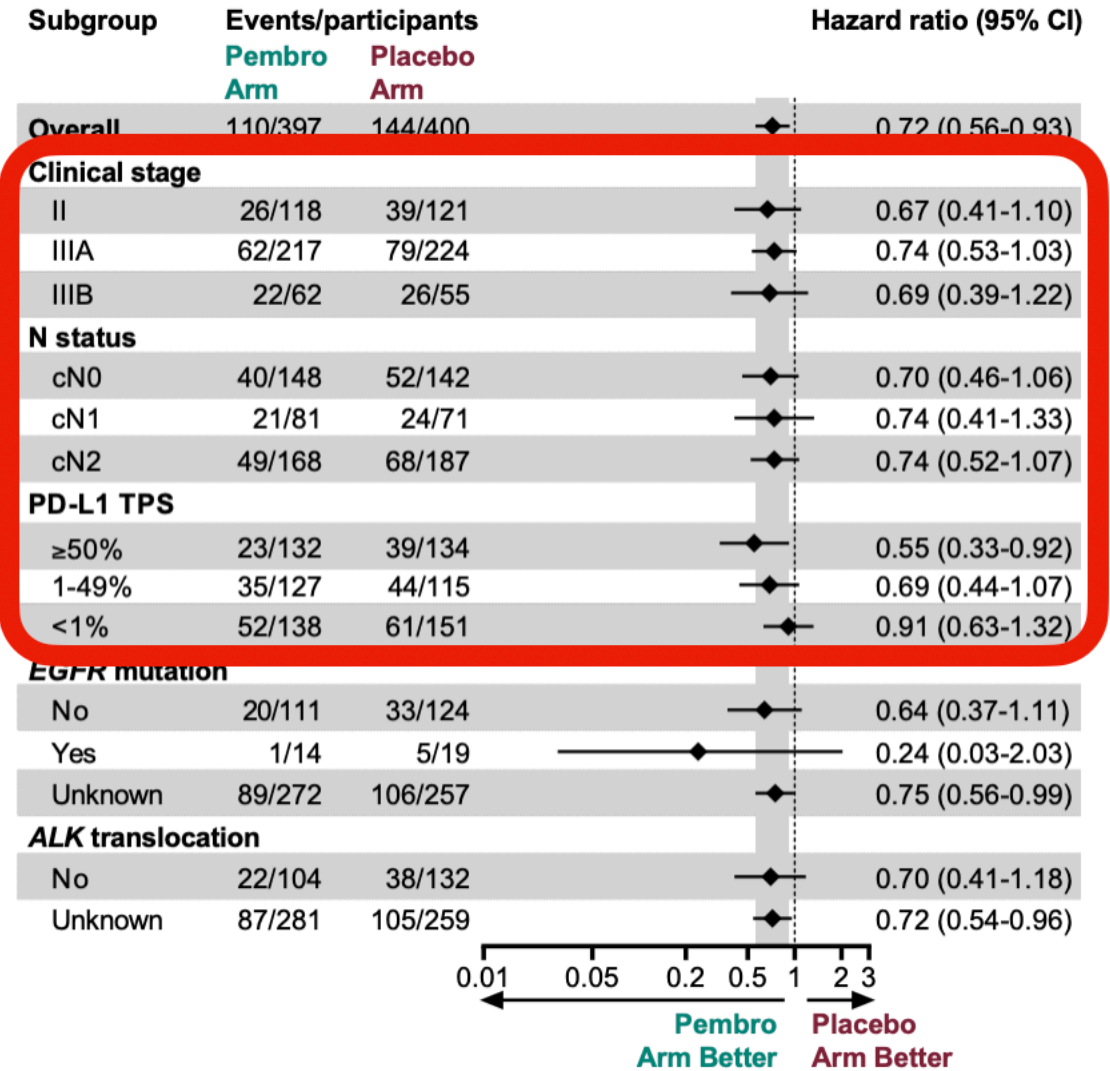 Subgroup Events/participants Hazard ratio (95% CI)
Pembro Placebo
Arm Arm
Overall 110/397 144/400 0.72 (0.56-0.93)
Clinical stage
II 26/118 39/121 0.67 (0.41-1.10)
IIIA 62/217 79/224 0.74 (0.53-1.03)
IIIB 22/62 26/55 0.69 (0.39-1.22)
N status
cN0 40/148 52/142 0.70 (0.46-1.06)
cN1 21/81 24/71 0.74 (0.41-1.33)
cN2 49/168 68/187 0.74 (0.52-1.07)
PD-L1 TPS
≥50% 23/132 39/134 0.55 (0.33-0.92)
1-49% 35/127 44/115 0.69 (0.44-1.07)
<1% 52/138 61/151 0.91 (0.63-1.32)
EGFR mutation
No 20/111 33/124 0.64 (0.37-1.11)
Yes 1/14 5/19 0.24 (0.03-2.03)
Unknown 89/272 106/257 0.75 (0.56-0.99)
ALK translocation
No 22/104 38/132 0.70 (0.41-1.18)
Unknown 87/281 105/259 0.72 (0.54-0.96)
0.01 0.05 0.2 0.5 1 2 3
Pembro Placebo
Arm Better Arm Better